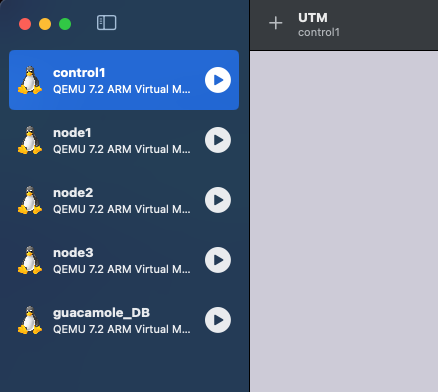 UTM
control1
control1
QEMU 7.2 ARM Virtual M...
node1
QEMU 7.2 ARM Virtual M...
node2
QEMU 7.2 ARM Virtual M...
node3
QEMU 7.2 ARM Virtual M...
guacamole_DB
QEMU 7.2 ARM Virtual M...